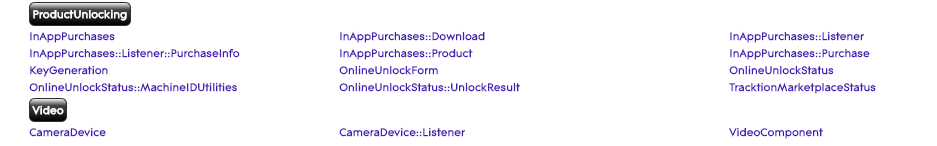 ProductUnlocking
InAppPurchases InAppPurchases::Download InAppPurchases::Listener
InAppPurchases::Listener::PurchaseInfo InAppPurchases::Product InAppPurchases::Purchase
KeyGeneration OnlineUnlockForm OnlineUnlockStatus
OnlineUnlockStatus::MachineIDUtilities OnlineUnlockStatus::UnlockResult TracktionMarketplaceStatus
Video
CameraDevice CameraDevice::Listener VideoComponent